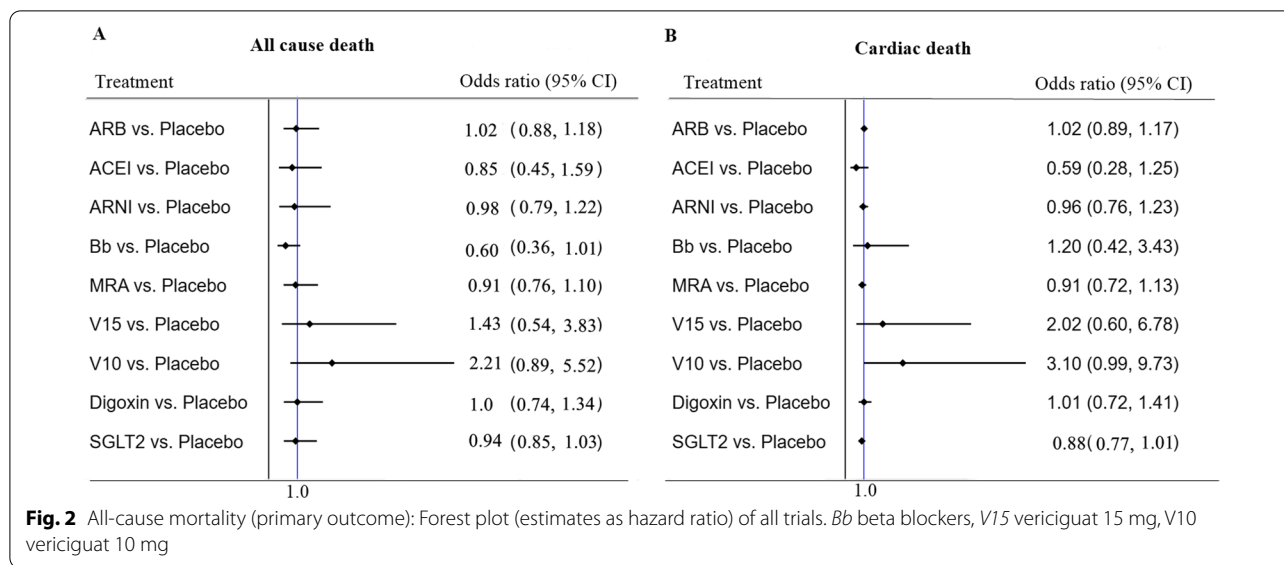 A
All cause death
Treatment Odds ratio (95% CI)
ARB vs. Placebo 1.02 (0.88, 1.18)
ACEI vs. Placebo 0.85 (0.45, 1.59)
ARNI vs. Placebo 0.98 (0.79, 1.22)
Bb vs. Placebo 0.60 (0.36, 1.01)
MRA vs. Placebo 0.91 (0.76, 1.10)
V15 vs. Placebo 1.43 (0.54, 3.83)
V10 vs. Placebo 2.21 (0.89, 5.52)
Digoxin vs. Placebo 1.0 (0.74, 1.34)
SGLT2 vs. Placebo 0.94 (0.85, 1.03)
1.0
B
Cardiac death
Treatment Odds ratio (95% CI)
ARB vs. Placebo 1.02 (0.89, 1.17)
ACEI vs. Placebo 0.59 (0.28, 1.25)
ARNI vs. Placebo 0.96 (0.76, 1.23)
Bb vs. Placebo 1.20 (0.42, 3.43)
MRA vs. Placebo 0.91 (0.72, 1.13)
V15 vs. Placebo 2.02 (0.60, 6.78)
V10 vs. Placebo 3.10 (0.99, 9.73)
Digoxin vs. Placebo 1.01 (0.72, 1.41)
SGLT2 vs. Placebo 0.88(0.77, 1.01)
1.0
Fig. 2 All-cause mortality (primary outcome): Forest plot (estimates as hazard ratio) of all trials. Bb beta blockers, V15 vericiguat 15 mg, V10
vericiguat 10 mg